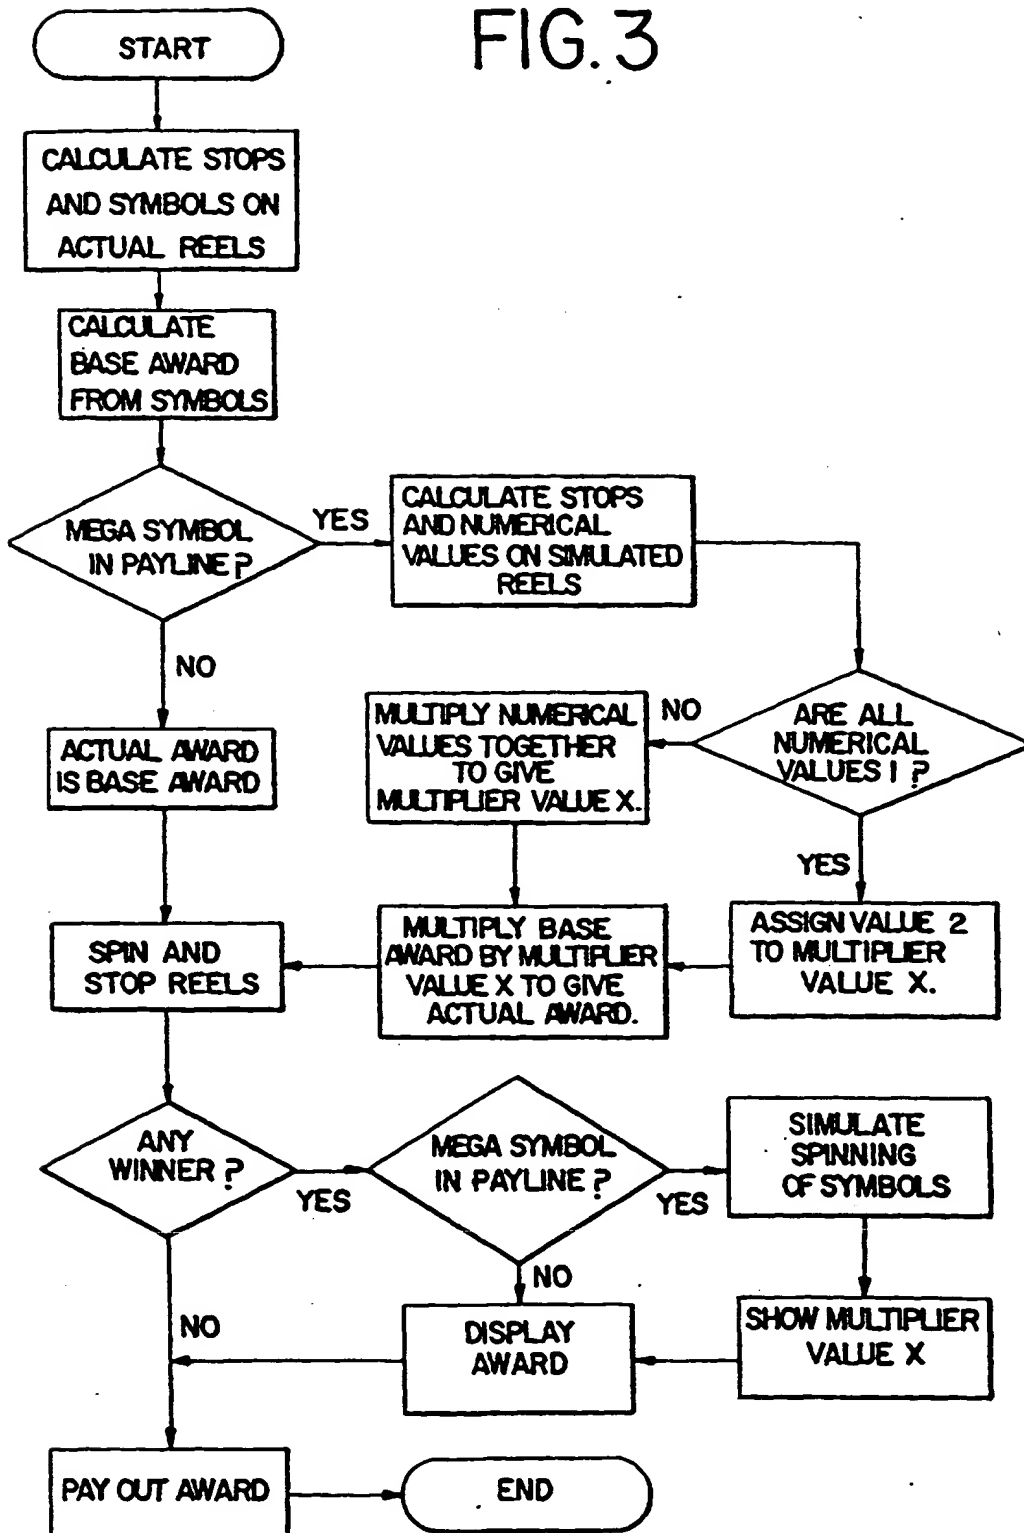 FIG. 3
START
CALCULATE STOPS
AND SYMBOLS ON
ACTUAL REELS
CALCULATE
BASE AWARD
FROM SYMBOLS
MEGA SYMBOL
IN PAYLINE?
YES
CALCULATE STOPS
AND NUMERICAL
VALUES ON SIMULATED
REELS
NO
ARE ALL
NUMERICAL
VALUES 1 ?
NO
MULTIPLY NUMERICAL
VALUES TOGETHER
TO GIVE
MULTIPLIER VALUE X.
ACTUAL AWARD
IS BASE AWARD
YES
ASSIGN VALUE 2
TO MULTIPLIER
VALUE X.
MULTIPLY BASE
AWARD BY MULTIPLIER
VALUE X TO GIVE
ACTUAL AWARD.
SPIN AND
STOP REELS
ANY
WINNER ?
YES
MEGA SYMBOL
IN PAYLINE ?
YES
SIMULATE
SPINNING
OF SYMBOLS
NO
NO
DISPLAY
AWARD
SHOW MULTIPLIER
VALUE X
PAY OUT AWARD
END